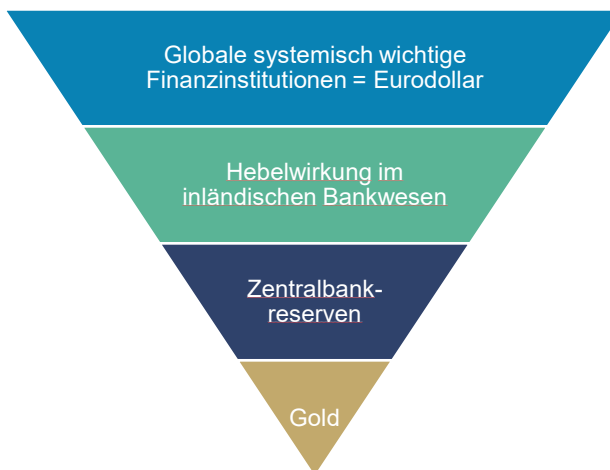 Globale systemisch wichtige
Finanzinstitutionen = Eurodollar
Hebelwirkung im
inländischen Bankwesen
Zentralbank-
reserven
Gold